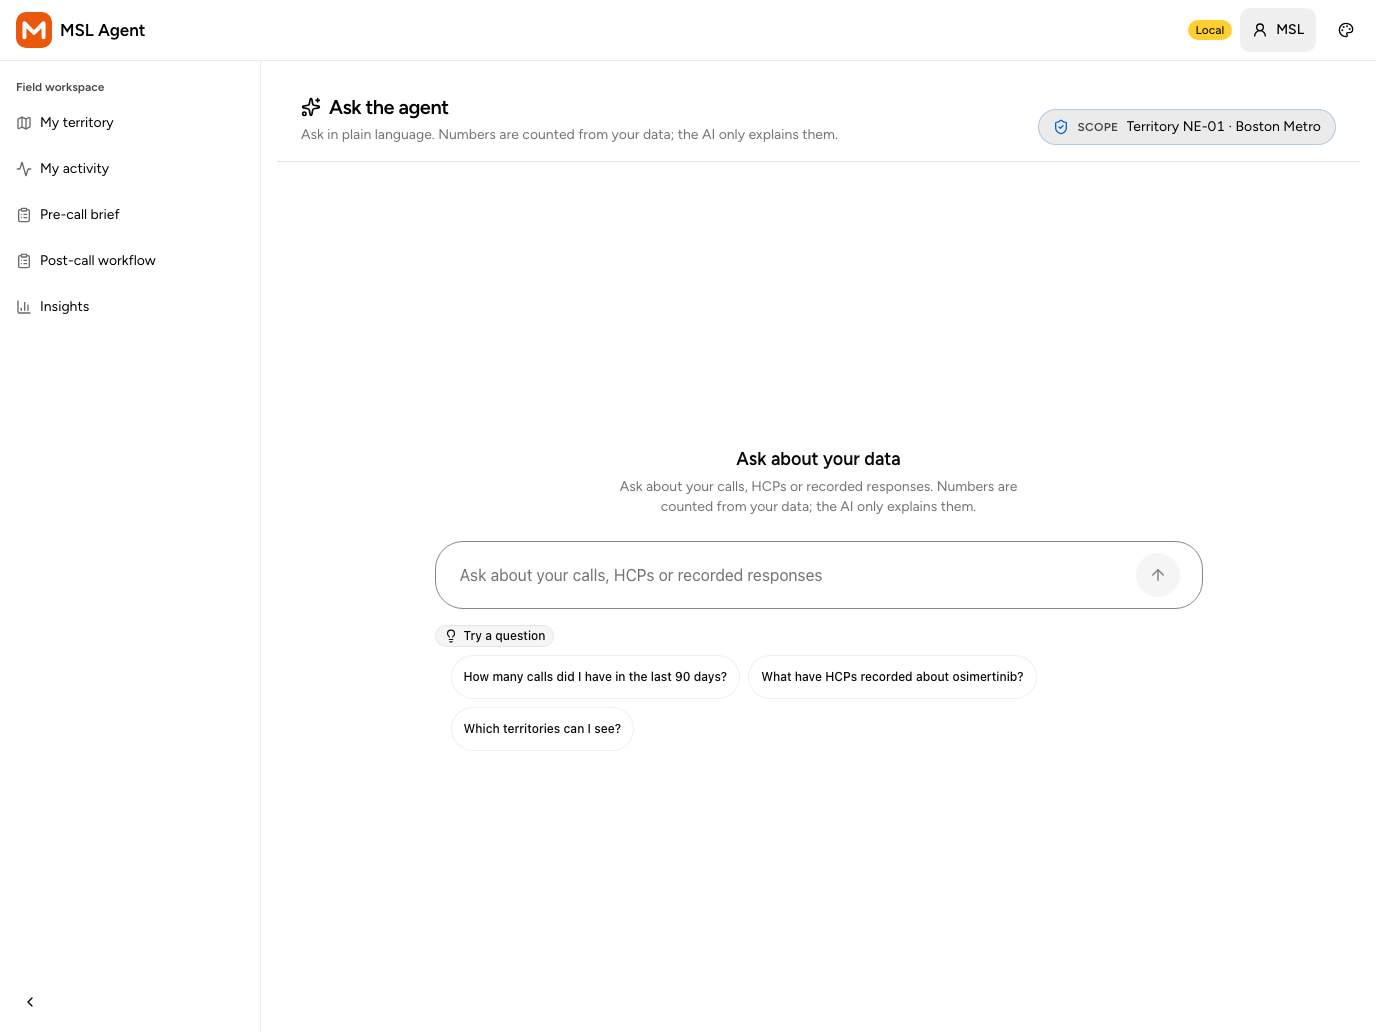 MSL Agent
Local
MSL
Field workspace
My territory
My activity
Pre-call brief
Post-call workflow
Insights
Ask the agent
Ask in plain language. Numbers are counted from your data; the AI only explains them.
SCOPE Territory NE-01 · Boston Metro
Ask about your data
Ask about your calls, HCPs or recorded responses. Numbers are
counted from your data; the AI only explains them.
Ask about your calls, HCPs or recorded responses
Try a question
How many calls did I have in the last 90 days?
What have HCPs recorded about osimertinib?
Which territories can I see?